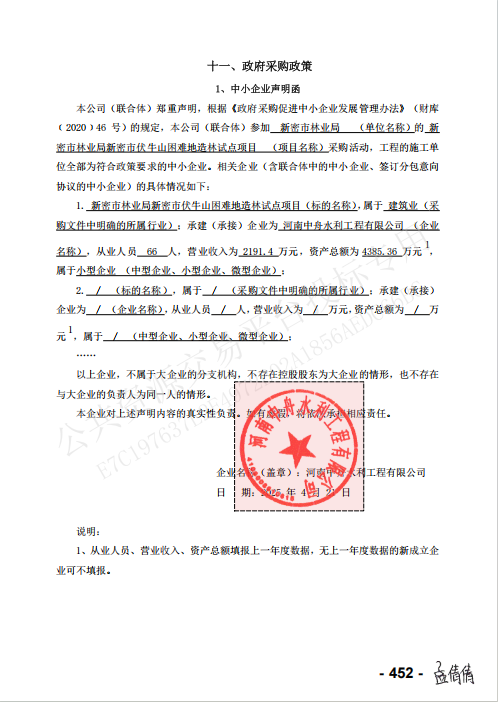 十一、政府采购政策
1、中小企业声明函
本公司（联合体）郑重声明，根据《政府采购促进中小企业发展管理办法》（财库
﹝2020﹞46 号）的规定，本公司（联合体）参加 新密市林业局 （单位名称）的 新
密市林业局新密市伏牛山困难地造林试点项目 （项目名称）采购活动，工程的施工单
位全部为符合政策要求的中小企业。相关企业（含联合体中的中小企业、签订分包意向
协议的中小企业）的具体情况如下：
1. 新密市林业局新密市伏牛山困难地造林试点项目（标的名称），属于 建筑业（采
购文件中明确的所属行业）；承建（承接）企业为 河南中舟水利工程有限公司 （企业
名称），从业人员 66 人，营业收入为 2191.4 万元，资产总额为 4385.36 万元1，
属于小型企业 （中型企业、小型企业、微型企业）；
2. / （标的名称），属于 / （采购文件中明确的所属行业）；承建（承接）
企业为 / （企业名称），从业人员 / 人，营业收入为 / 万元，资产总额为 / 万
元1，属于 / （中型企业、小型企业、微型企业）；
……
以上企业，不属于大企业的分支机构，不存在控股股东为大企业的情形，也不存在
与大企业的负责人为同一人的情形。
本企业对上述声明内容的真实性负责。如有虚假，将依法承担相应责任。
企业名称（盖章）：河南中舟水利工程有限公司
日 期：2025 年 4 月 21 日
河南中舟水利工程有限公司
说明：
1、从业人员、营业收入、资产总额填报上一年度数据，无上一年度数据的新成立企
业可不填报。
- 452 -